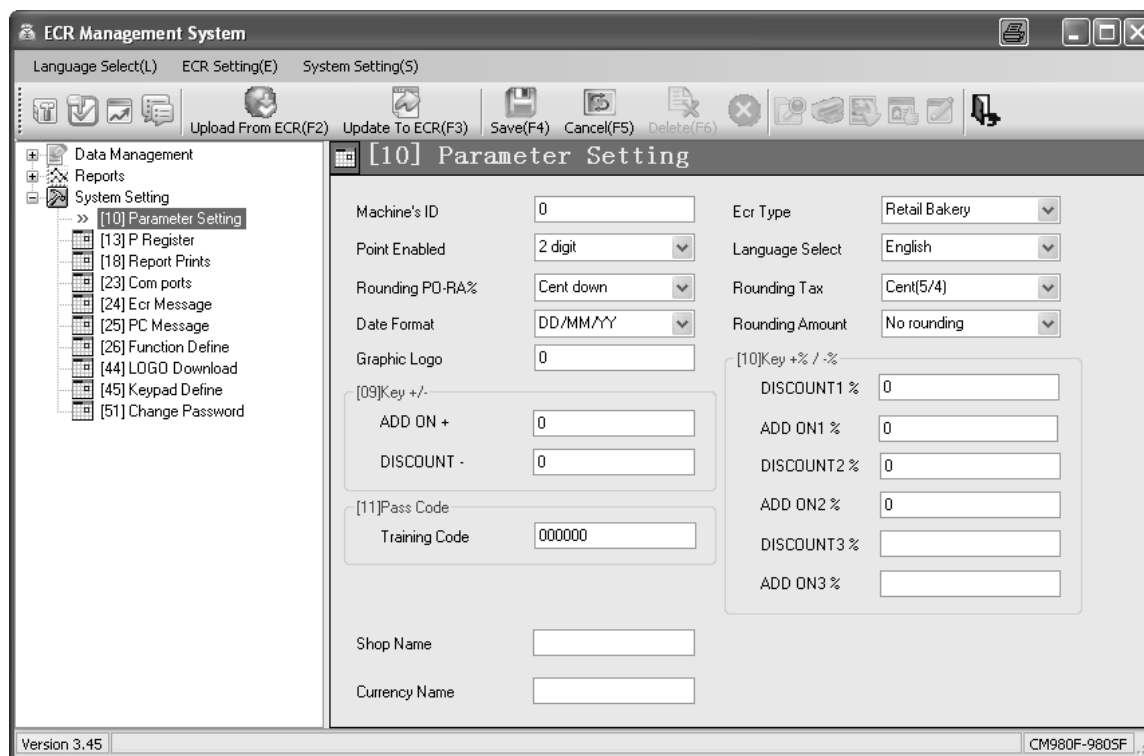 ECR Management System
Language Select(L) ECR Setting(E) System Setting(S)
Upload From ECR(F2) Update To ECR(F3) Save(F4) Cancel(F5) Delete(F6)
Data Management
Reports
System Setting
[10] Parameter Setting
[13] P Register
[18] Report Prints
[23] Com ports
[24] Ecr Message
[25] PC Message
[26] Function Define
[44] LOGO Download
[45] Keypad Define
[51] Change Password
[10] Parameter Setting
Machine's ID 0 Ecr Type Retail Bakery
Point Enabled 2 digit Language Select English
Rounding PO-RA% Cent down Rounding Tax Cent(5/4)
Date Format DD/MM/YY Rounding Amount No rounding
Graphic Logo 0
[09]Key +/-
ADD ON + 0
DISCOUNT - 0
[11]Pass Code
Training Code 000000
[10]Key +% / -%
DISCOUNT1 % 0
ADD ON1 % 0
DISCOUNT2 % 0
ADD ON2 % 0
DISCOUNT3 %
ADD ON3 %
Shop Name
Currency Name
Version 3.45 CM980F-980SF